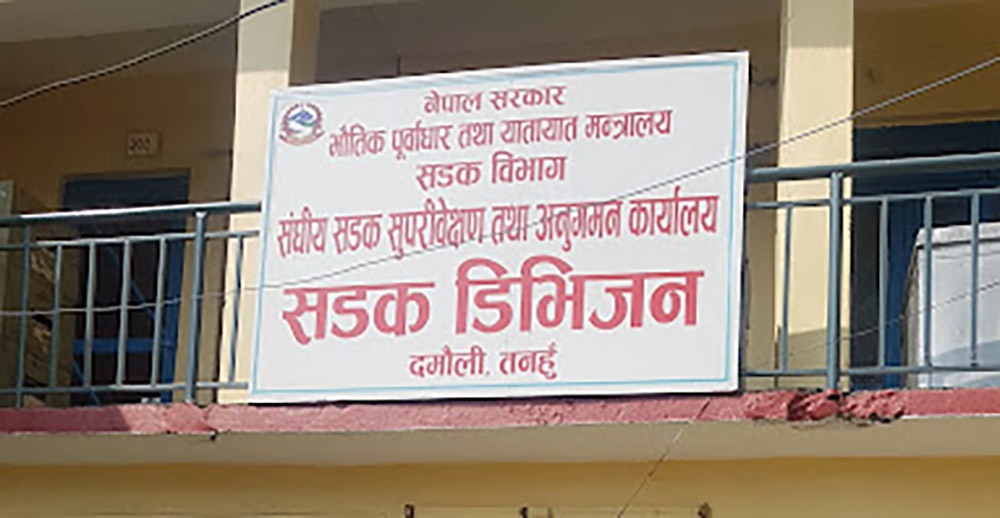 नेपाल सरकार
भौतिक पूर्वाधार तथा यातायात मन्त्रालय
सडक विभाग
संघीय सडक सुपरीवेक्षण तथा अनुगमन कार्यालय
सडक डिभिजन
दमौली, तनहुँ